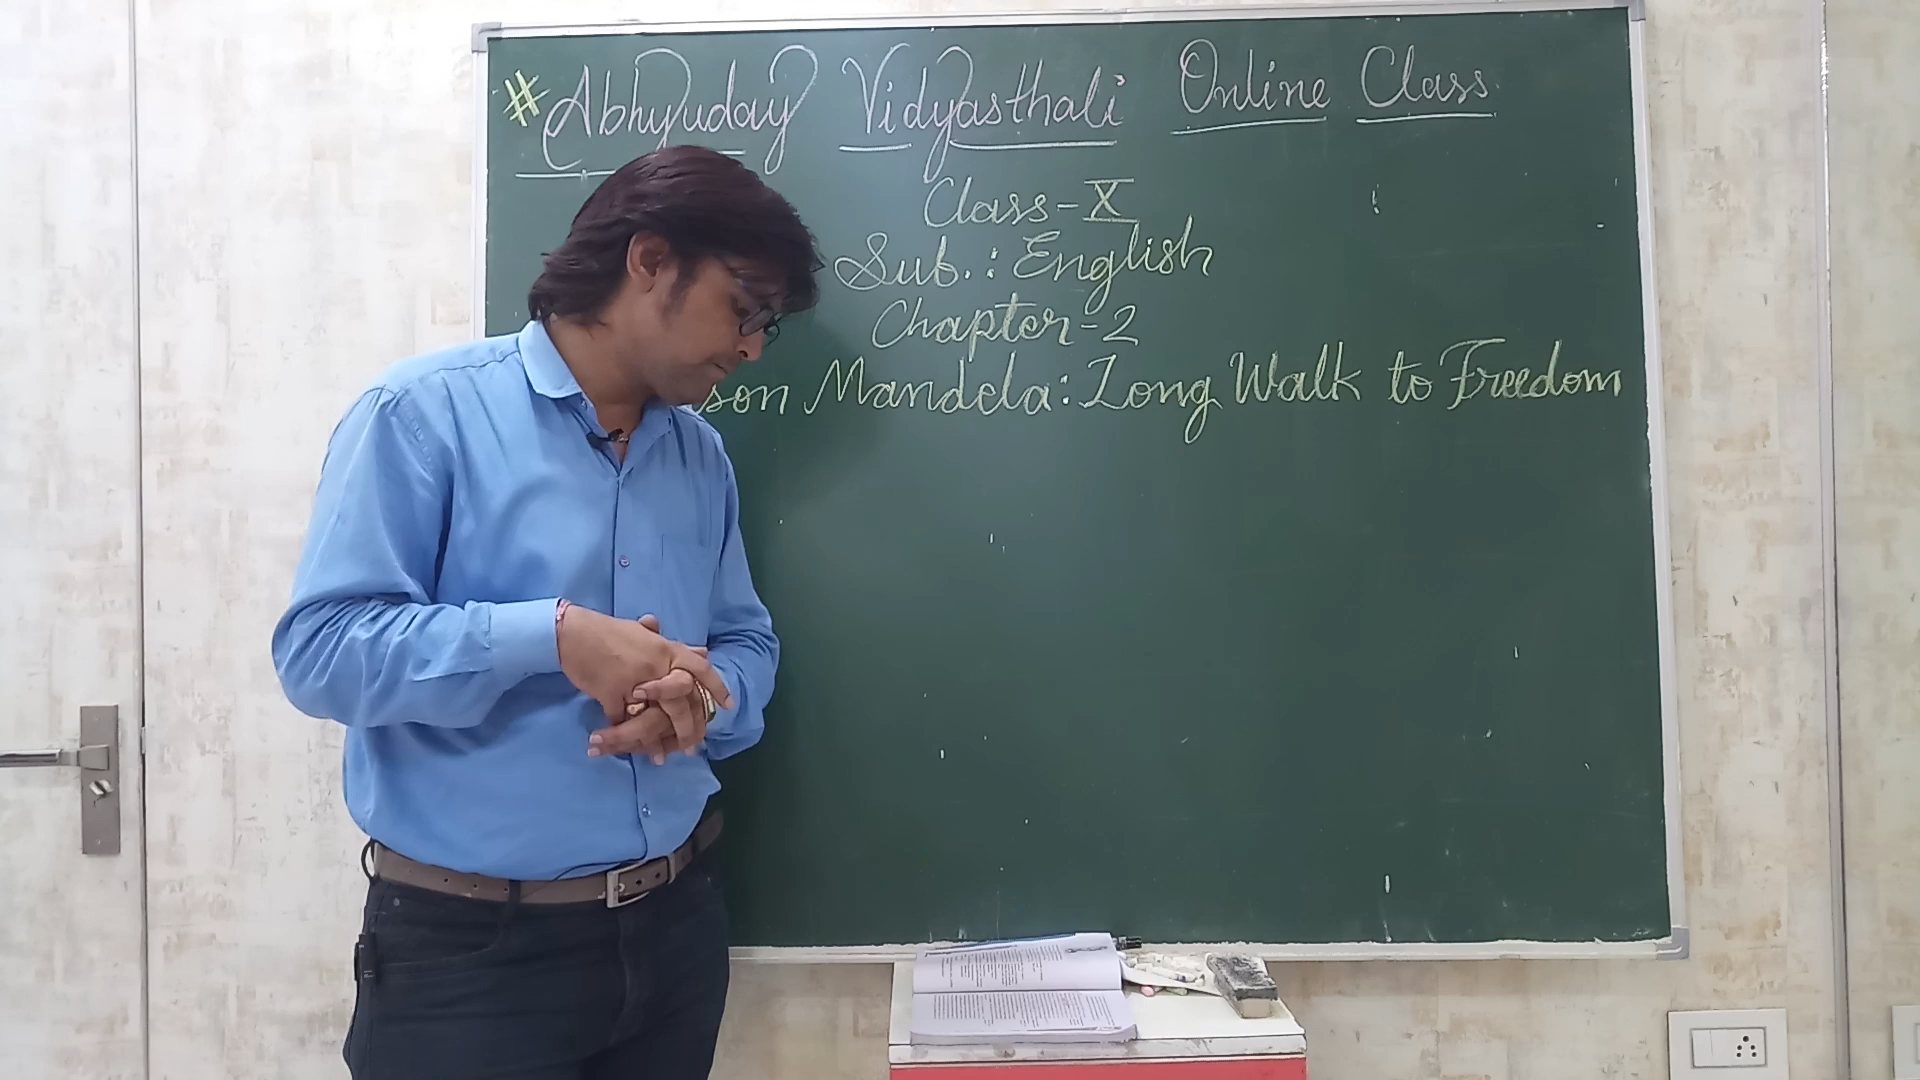 # Abhyuday Vidyasthali Online Class
Class-X
Sub.: English
Chapter-2
son Mandela: Long Walk to Freedom